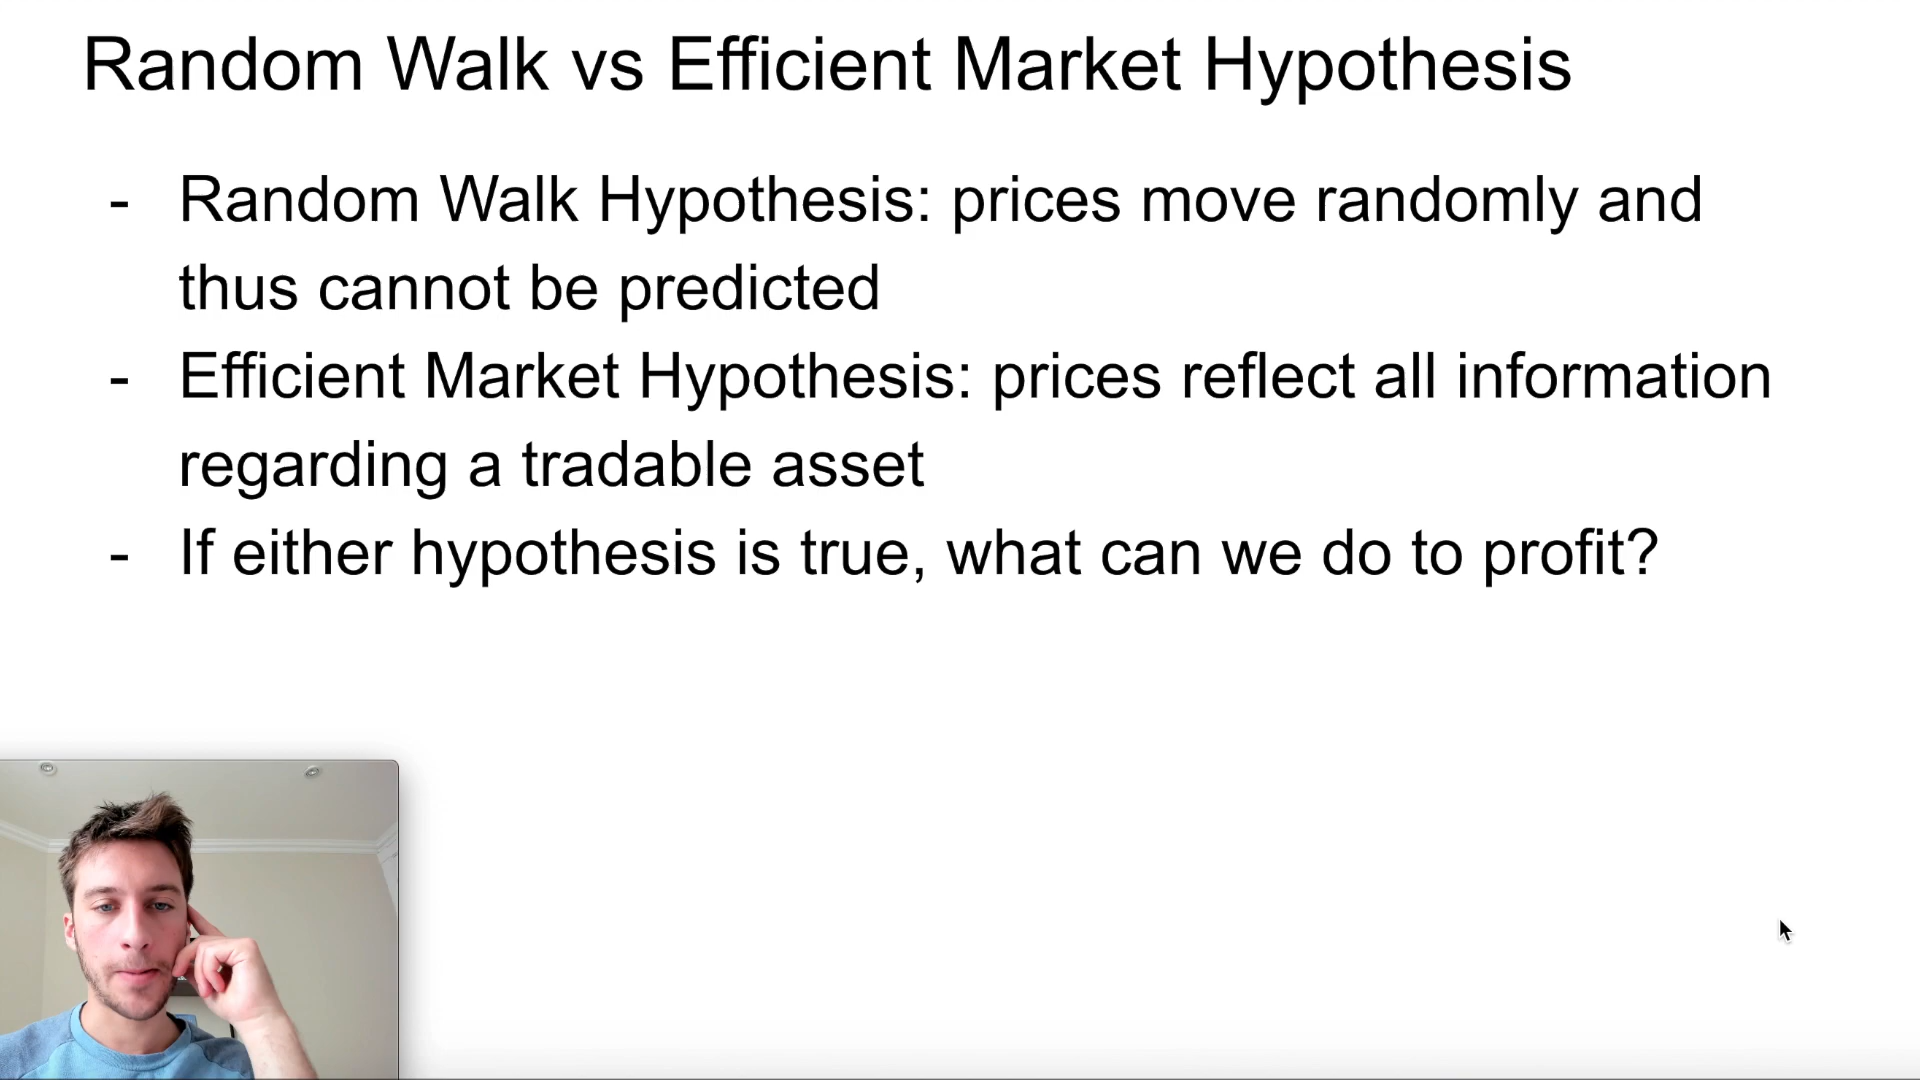 Random Walk vs Efficient Market Hypothesis
- Random Walk Hypothesis: prices move randomly and
thus cannot be predicted
- Efficient Market Hypothesis: prices reflect all information
regarding a tradable asset
- If either hypothesis is true, what can we do to profit?